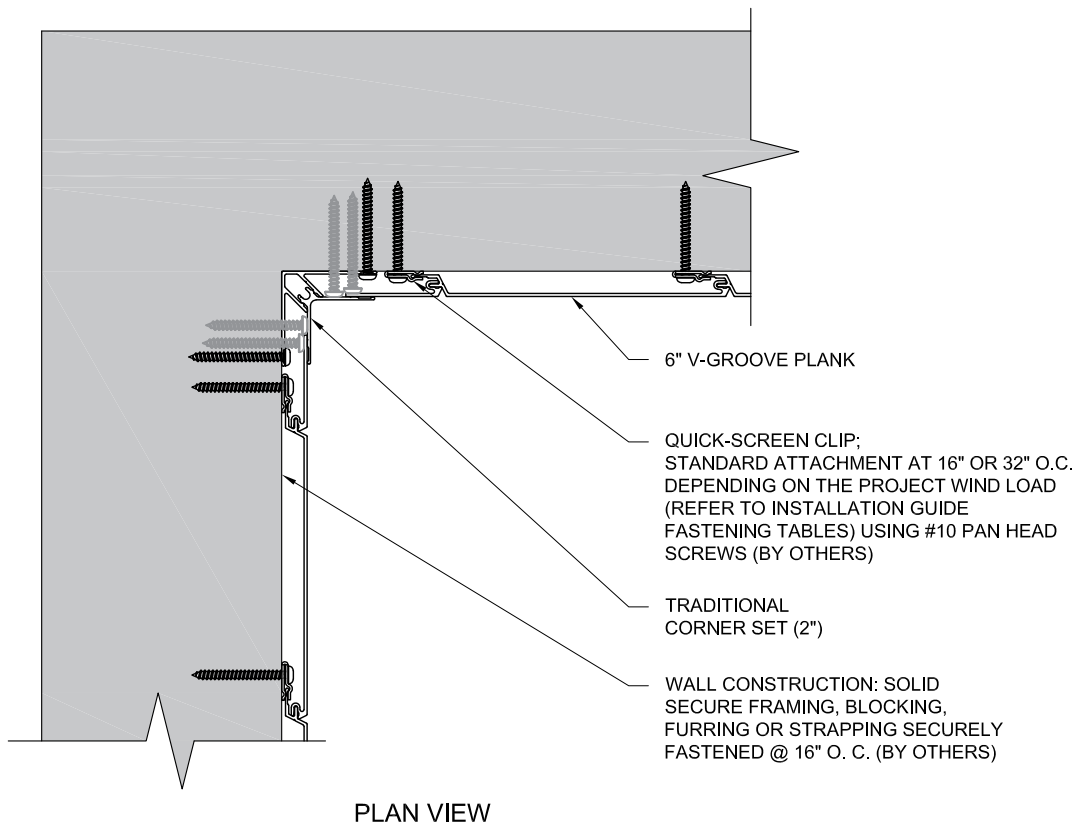 6" V-GROOVE PLANK
QUICK-SCREEN CLIP;
STANDARD ATTACHMENT AT 16" OR 32" O.C.
DEPENDING ON THE PROJECT WIND LOAD
(REFER TO INSTALLATION GUIDE
FASTENING TABLES) USING #10 PAN HEAD
SCREWS (BY OTHERS)
TRADITIONAL
CORNER SET (2")
WALL CONSTRUCTION: SOLID
SECURE FRAMING, BLOCKING,
FURRING OR STRAPPING SECURELY
FASTENED @ 16" O. C. (BY OTHERS)
PLAN VIEW